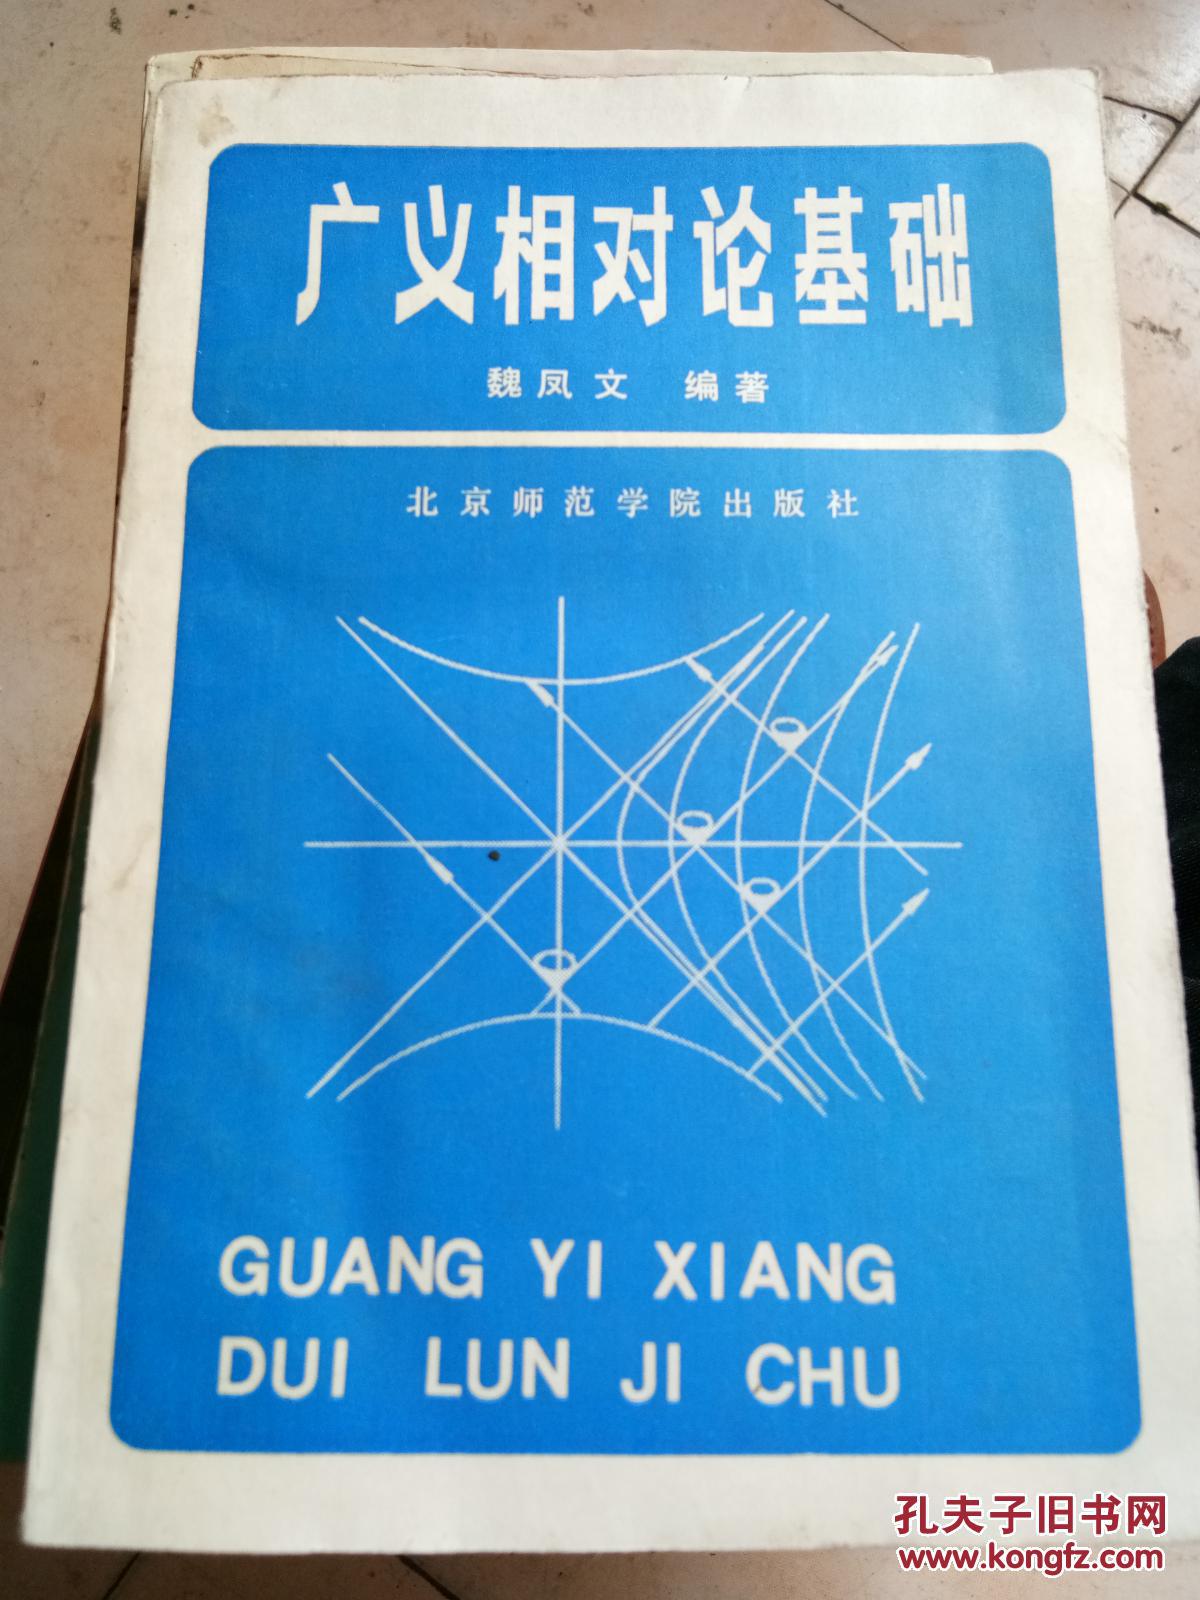 广义相对论基础
魏凤文 编著
北京师范学院出版社
GUANG YI XIANG
DUI LUN JI CHU
孔夫子旧书网
www.kongfz.com